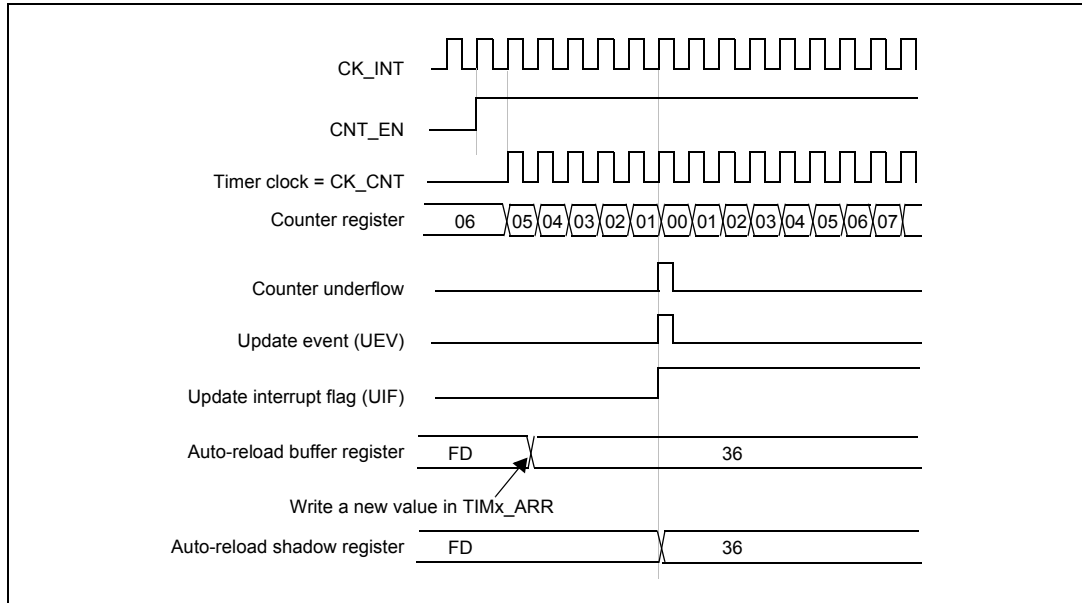 CK_INT
CNT_EN
Timer clock = CK_CNT
Counter register 06 05 04 03 02 01 00 01 02 03 04 05 06 07
Counter underflow
Update event (UEV)
Update interrupt flag (UIF)
Auto-reload buffer register FD 36
Write a new value in TIMx_ARR
Auto-reload shadow register FD 36